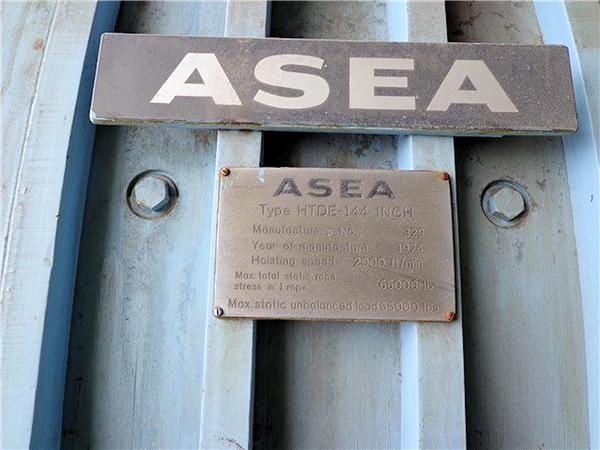 ASEA
ASEA
Type HTDE-144 INCH
Manufacturer's No. 329
Year of manufacture 1974
Hoisting speed 2000 ft/min
Max. total static rope
stress in 1 rope 66000 lbs
Max. static unbalanced load 66000 lbs